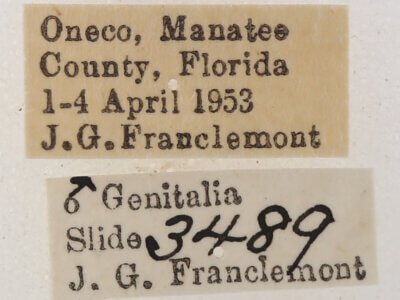 Oneco, Manatee
County, Florida
1-4 April 1953
J.G.Franclemont
♂ Genitalia
Slide 3489
J. G. Franclemont